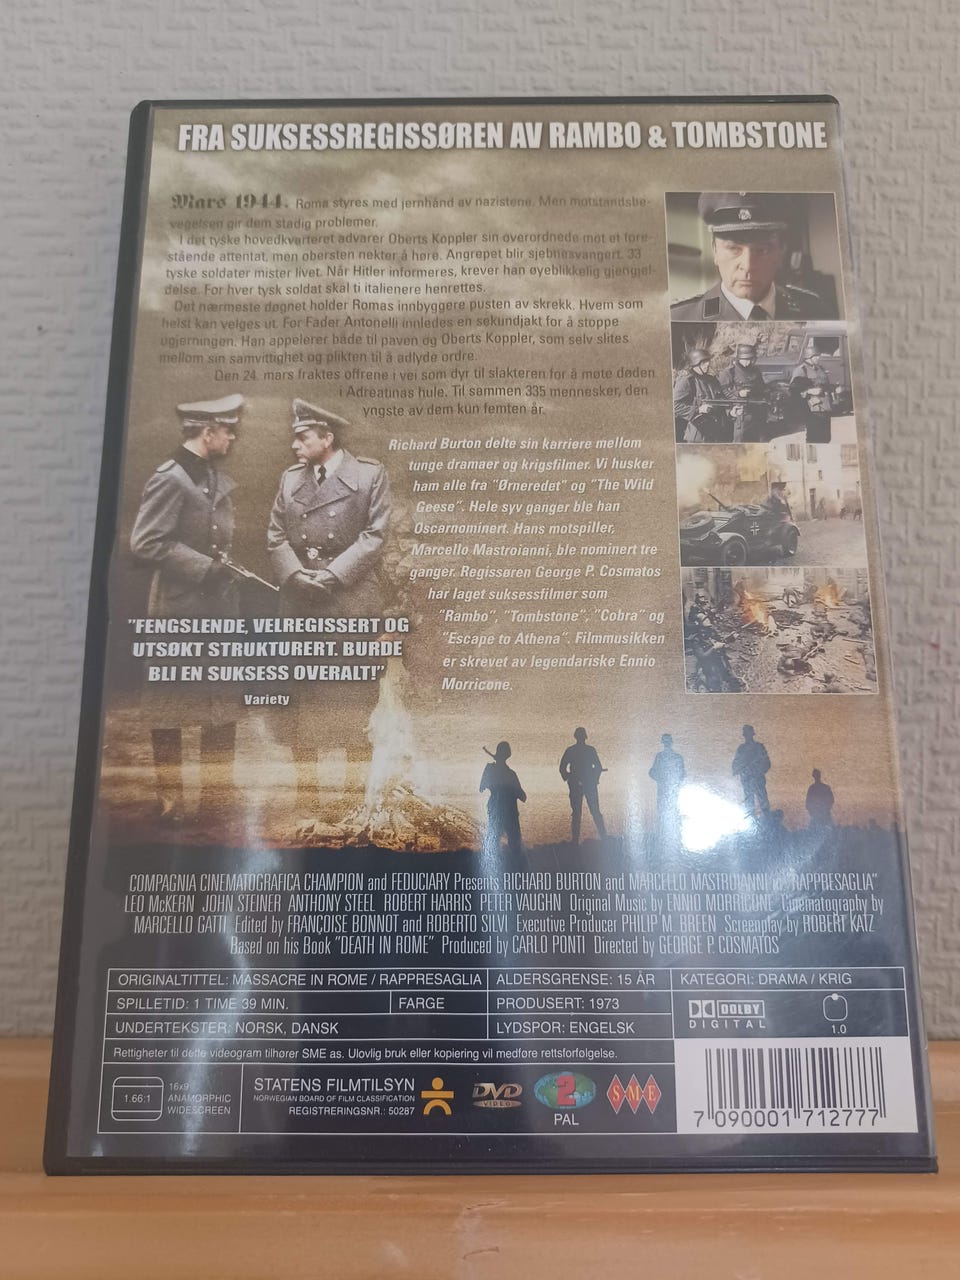 FRA SUKSESSREGISSØREN AV RAMBO & TOMBSTONE
Mars 1944. Roma styres med jernhånd av nazistene. Men motstandsbe-
vegelsen gir dem stadig problemer.
I det tyske hovedkvarteret advarer Oberts Koppler sin overordnede mot et fore-
stående attentat, men obersten nekter å høre. Angrepet blir sjebnesvangert. 33
tyske soldater mister livet. Når Hitler informeres, krever han øyeblikkelig gjengjel-
delse. For hver tysk soldat skal ti italienere henrettes.
Det nærmeste døgnet holder Romas innbyggere pusten av skrekk. Hvem som
helst kan velges ut. For Fader Antonelli innledes en sekundjakt for å stoppe
ugjerningen. Han appelerer både til paven og Oberts Koppler, som selv slites
mellom sin samvittighet og plikten til å adlyde ordre.
Den 24. mars fraktes offrene i vei som dyr til slakteren for å møte døden
i Adreatinas hule. Til sammen 335 mennesker, den
yngste av dem kun femten år.
Richard Burton delte sin karriere mellom
tunge dramaer og krigsfilmer. Vi husker
ham alle fra "Ørneredet" og "The Wild
Geese". Hele syv ganger ble han
Oscarnominert. Hans motspiller,
Marcello Mastroianni, ble nominert tre
ganger. Regissøren George P. Cosmatos
har laget suksessfilmer som
"Rambo", "Tombstone", "Cobra" og
"Escape to Athena". Filmmusikken
er skrevet av legendariske Ennio
Morricone.
"FENGSLENDE, VELREGISSERT OG
UTSØKT STRUKTURERT. BURDE
BLI EN SUKSESS OVERALT!"
Variety
COMPAGNIA CINEMATOGRAFICA CHAMPION and FEDUCIARY Presents RICHARD BURTON and MARCELLO MASTROIANNI in "RAPPRESAGLIA"
LEO McKERN JOHN STEINER ANTHONY STEEL ROBERT HARRIS PETER VAUGHN Original Music by ENNIO MORRICONE Cinematography by
MARCELLO GATTI Edited by FRANÇOISE BONNOT and ROBERTO SILVI Executive Producer PHILIP M. BREEN Screenplay by ROBERT KATZ
Based on his Book "DEATH IN ROME" Produced by CARLO PONTI Directed by GEORGE P. COSMATOS
ORIGINALTITTEL: MASSACRE IN ROME / RAPPRESAGLIA ALDERSGRENSE: 15 ÅR KATEGORI: DRAMA / KRIG
SPILLETID: 1 TIME 39 MIN. FARGE PRODUSERT: 1973
UNDERTEKSTER: NORSK, DANSK LYDSPOR: ENGELSK
DOLBY
DIGITAL
1.0
Rettigheter til dette videogram tilhører SME as. Ulovlig bruk eller kopiering vil medføre rettsforfølgelse.
1.66:1
16x9
ANAMORPHIC
WIDESCREEN
STATENS FILMTILSYN
NORWEGIAN BOARD OF FILM CLASSIFICATION
REGISTRERINGSNR.: 50287
DVD
VIDEO
2
PAL
SME
7 090001 712777